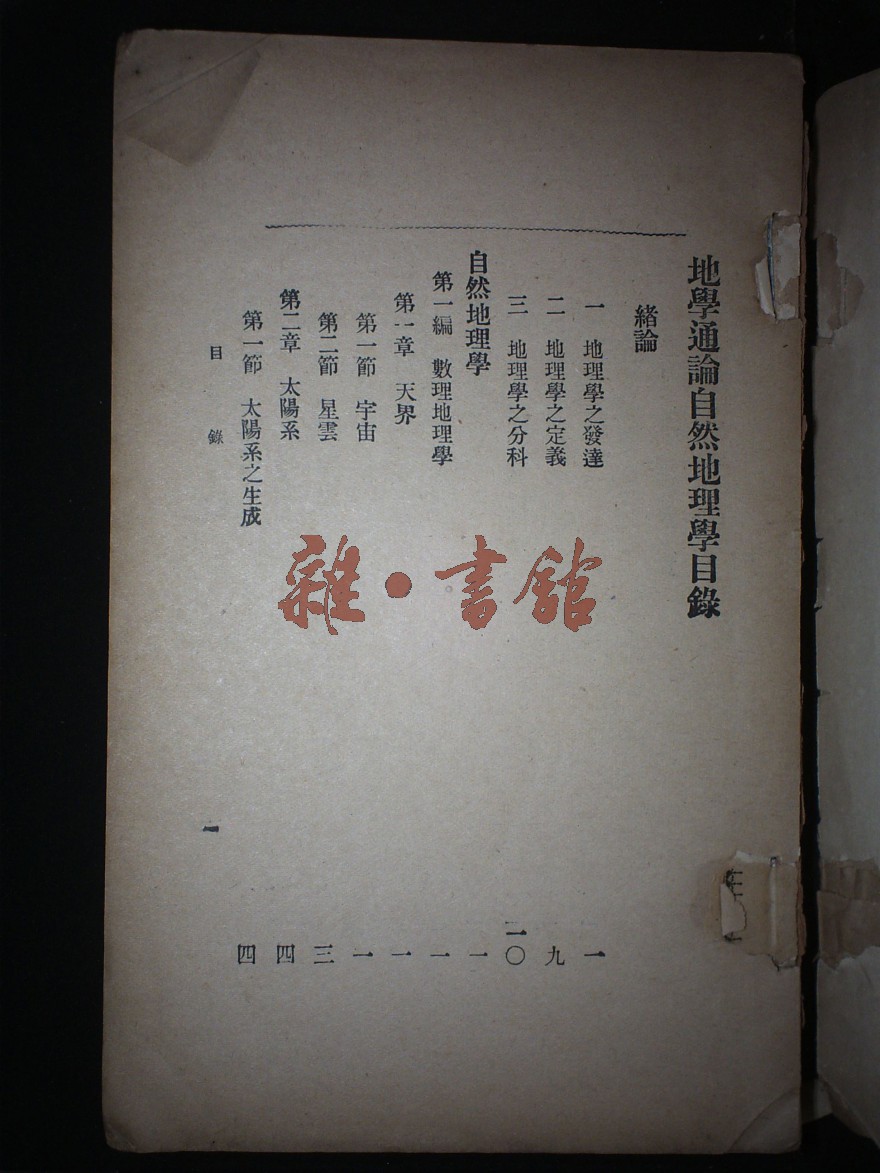 地學通論自然地理學目錄
緒論
一　地理學之發達　一
二　地理學之定義　九
三　地理學之分科　二〇
自然地理學　一
第一編　數理地理學　一
第一章　天界　一
第一節　宇宙　一
第二節　星雲　三
第二章　太陽系　四
第一節　太陽系之生成　四
目錄　一
雜·書館